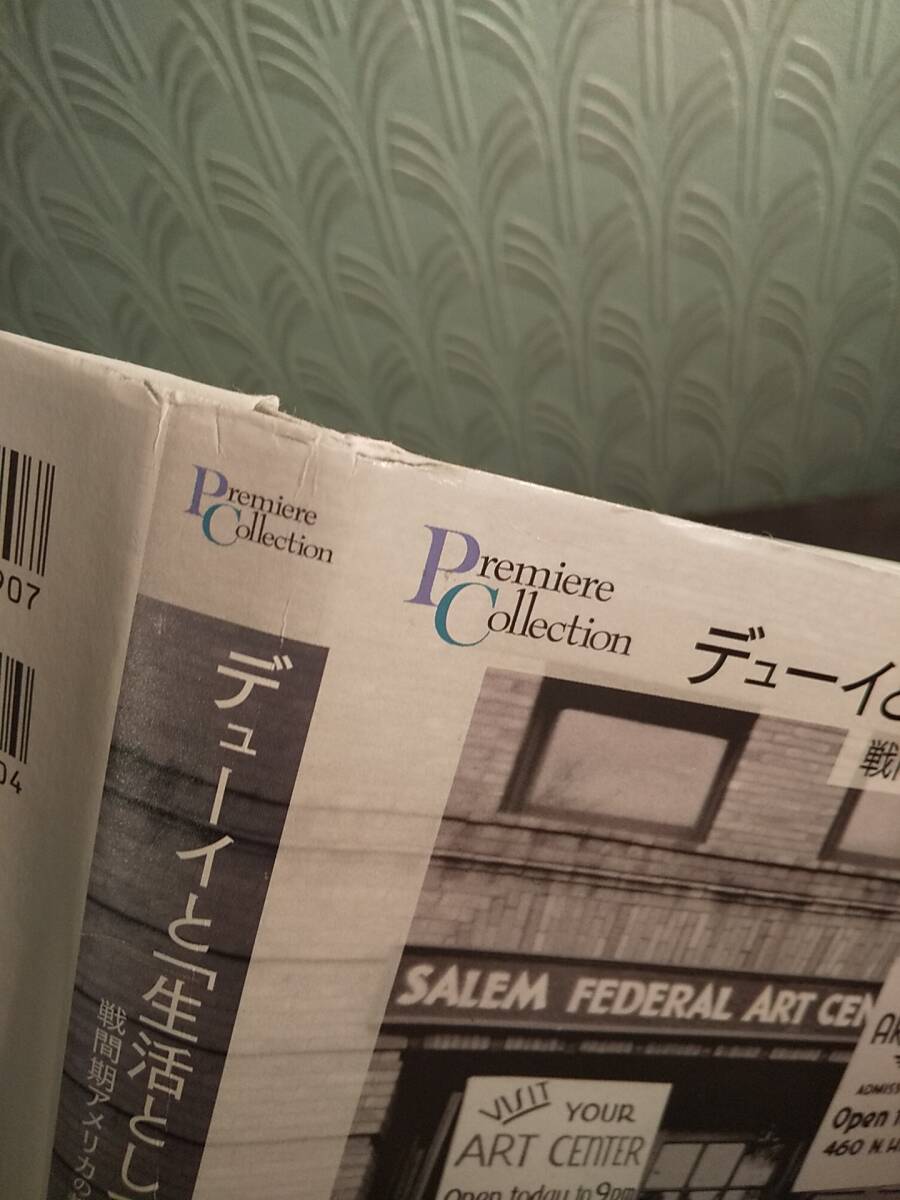 907
04
Premiere
Collection
デューイと「生活とし
戦間期アメリカの
Premiere
Collection
デューイと
戦間
SALEM FEDERAL ART CEN
VISIT YOUR
ART CENTER
Open today to 9pm
Open
460 N.H